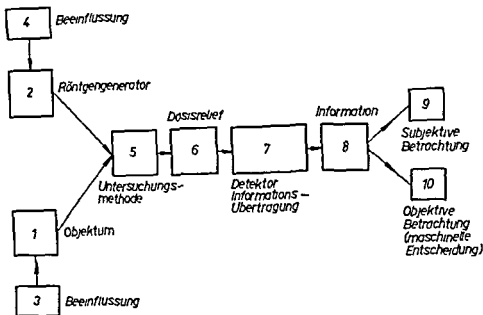 4
Beeinflussung
2
Röntgengenerator
Dosisrelief
Information
9
Subjektive
Betrachtung
5
6
7
8
Untersuchungs-
methode
Detektor
Informations-
Übertragung
10
Objektive
Betrachtung
(maschinelle
Entscheidung)
1
Objektum
3
Beeinflussung